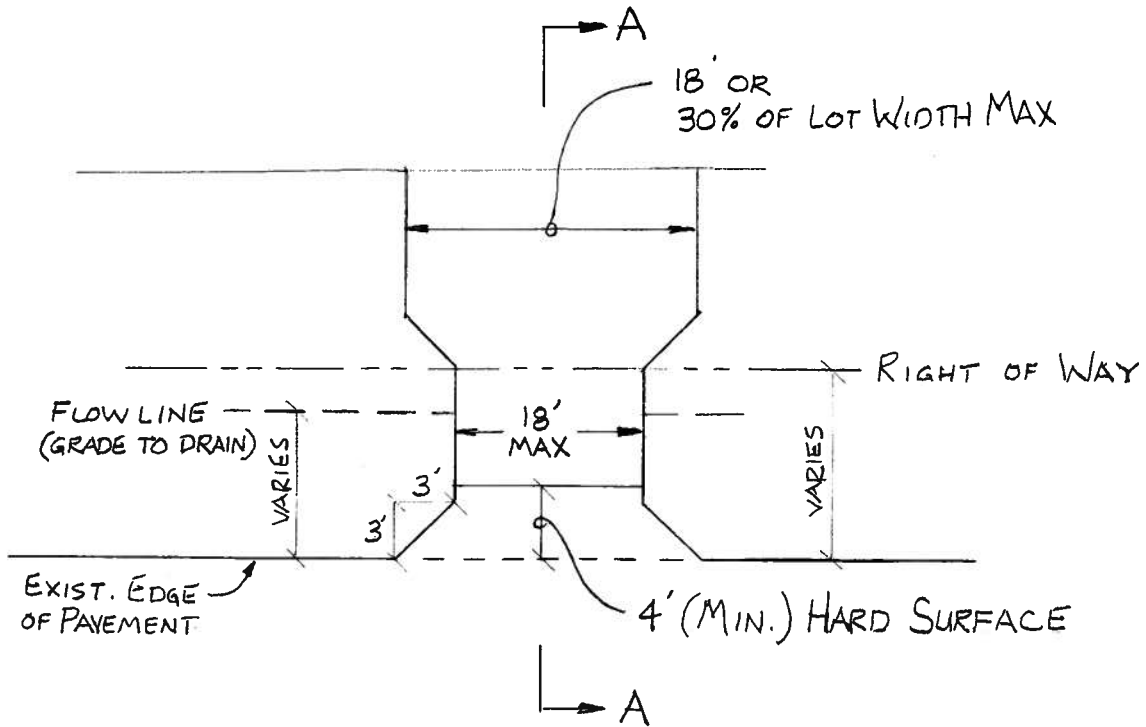 A
18' OR
30% OF LOT WIDTH MAX
RIGHT OF WAY
FLOW LINE
(GRADE TO DRAIN)
18'
MAX
VARIES
VARIES
3'
3'
EXIST. EDGE
OF PAVEMENT
4' (MIN.) HARD SURFACE
A